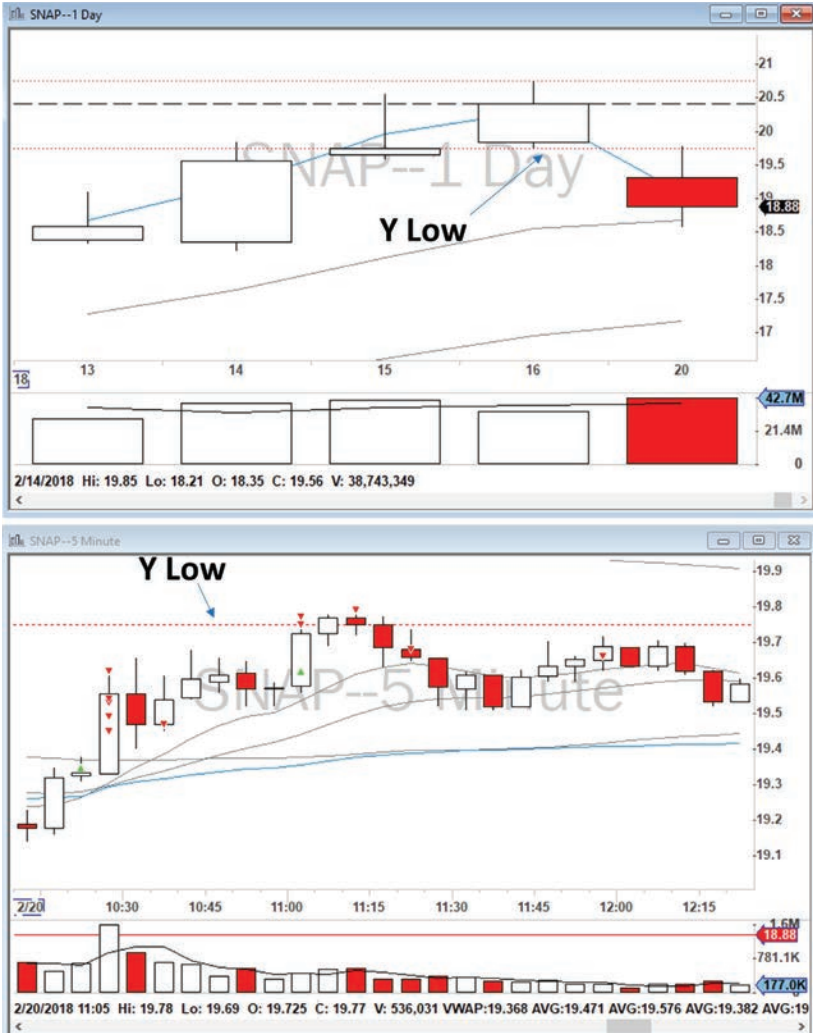 SNAP--1 Day
21
20.5
20
19.5
19
18.88
18.5
18
17.5
17
SNAP--1 Day
Y Low
18
13 14 15 16 20
42.7M
21.4M
0
2/14/2018 Hi: 19.85 Lo: 18.21 O: 18.35 C: 19.56 V: 38,743,349
SNAP--5 Minute
Y Low
19.9
19.8
19.7
19.6
19.5
19.4
19.3
19.2
19.1
SNAP--5 Minute
2/20 10:30 10:45 11:00 11:15 11:30 11:45 12:00 12:15
1.6M
18.88
781.1K
177.0K
2/20/2018 11:05 Hi: 19.78 Lo: 19.69 O: 19.725 C: 19.77 V: 536,031 VWAP:19.368 AVG:19.471 AVG:19.576 AVG:19.382 AVG:19